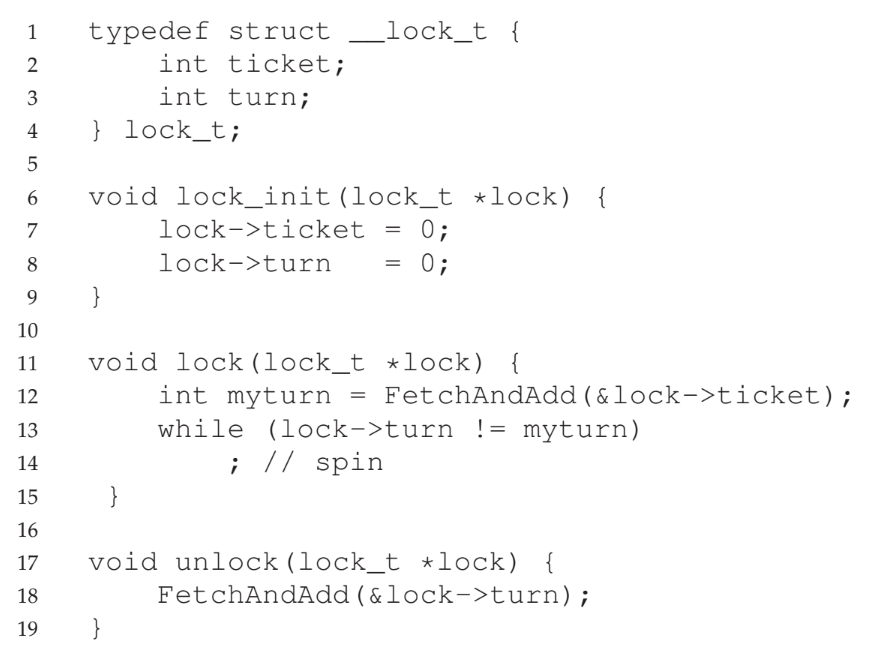 1 typedef struct __lock_t {
2 int ticket;
3 int turn;
4 } lock_t;
5
6 void lock_init(lock_t *lock) {
7 lock->ticket = 0;
8 lock->turn = 0;
9 }
10
11 void lock(lock_t *lock) {
12 int myturn = FetchAndAdd(&lock->ticket);
13 while (lock->turn != myturn)
14 ; // spin
15 }
16
17 void unlock(lock_t *lock) {
18 FetchAndAdd(&lock->turn);
19 }